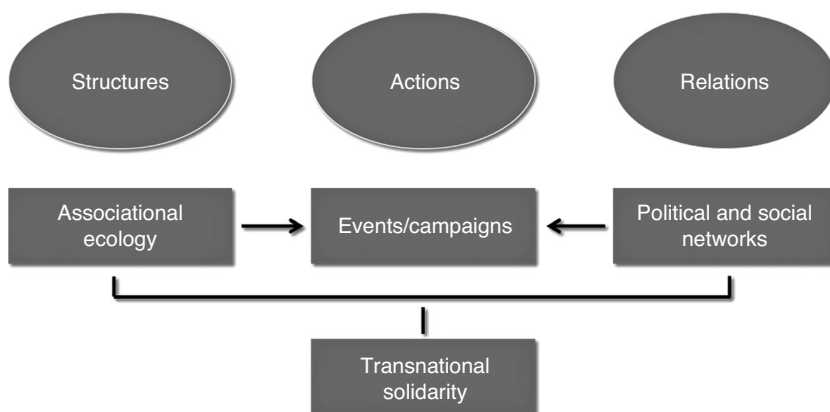 Structures
Actions
Relations
Associational
ecology
Events/campaigns
Political and social
networks
Transnational
solidarity